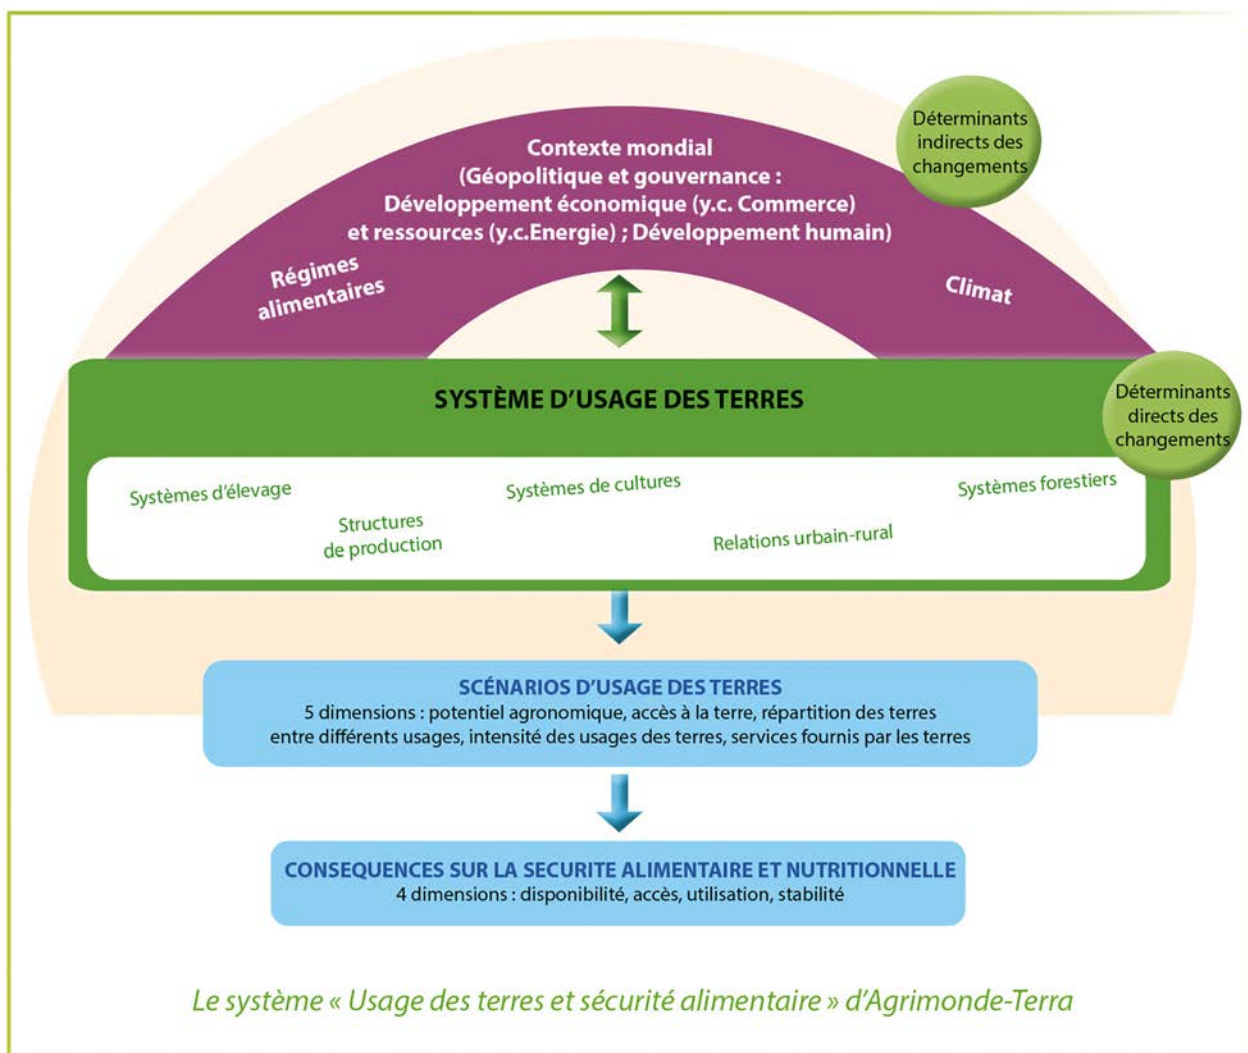 Déterminants
indirects des
changements
Contexte mondial
(Géopolitique et gouvernance :
Développement économique (y.c. Commerce)
et ressources (y.c.Energie) ; Développement humain)
Régimes
alimentaires
Climat
SYSTÈME D’USAGE DES TERRES
Déterminants
directs des
changements
Systèmes d’élevage
Systèmes de cultures
Systèmes forestiers
Structures
de production
Relations urbain-rural
SCÉNARIOS D’USAGE DES TERRES
5 dimensions : potentiel agronomique, accès à la terre, répartition des terres
entre différents usages, intensité des usages des terres, services fournis par les terres
CONSEQUENCES SUR LA SECURITE ALIMENTAIRE ET NUTRITIONNELLE
4 dimensions : disponibilité, accès, utilisation, stabilité
Le système « Usage des terres et sécurité alimentaire » d’Agrimonde-Terra